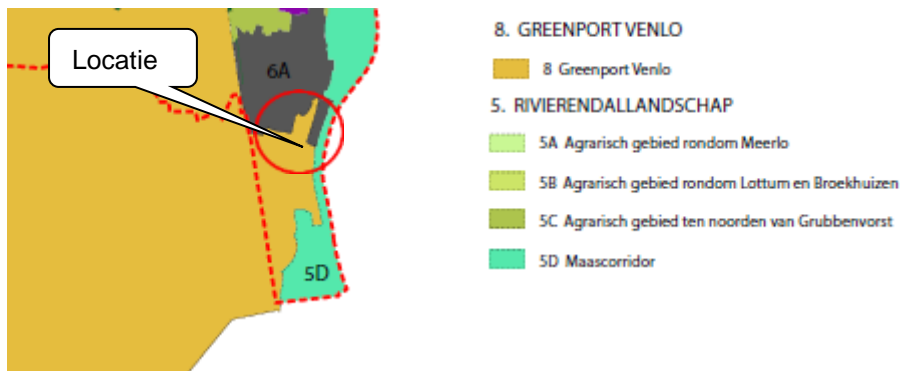 Locatie
6A
5D
8. GREENPORT VENLO
8 Greenport Venlo
5. RIVIERENDALLANDSCHAP
5A Agrarisch gebied rondom Meerlo
5B Agrarisch gebied rondom Lottum en Broekhuizen
5C Agrarisch gebied ten noorden van Grubbenvorst
5D Maascorridor